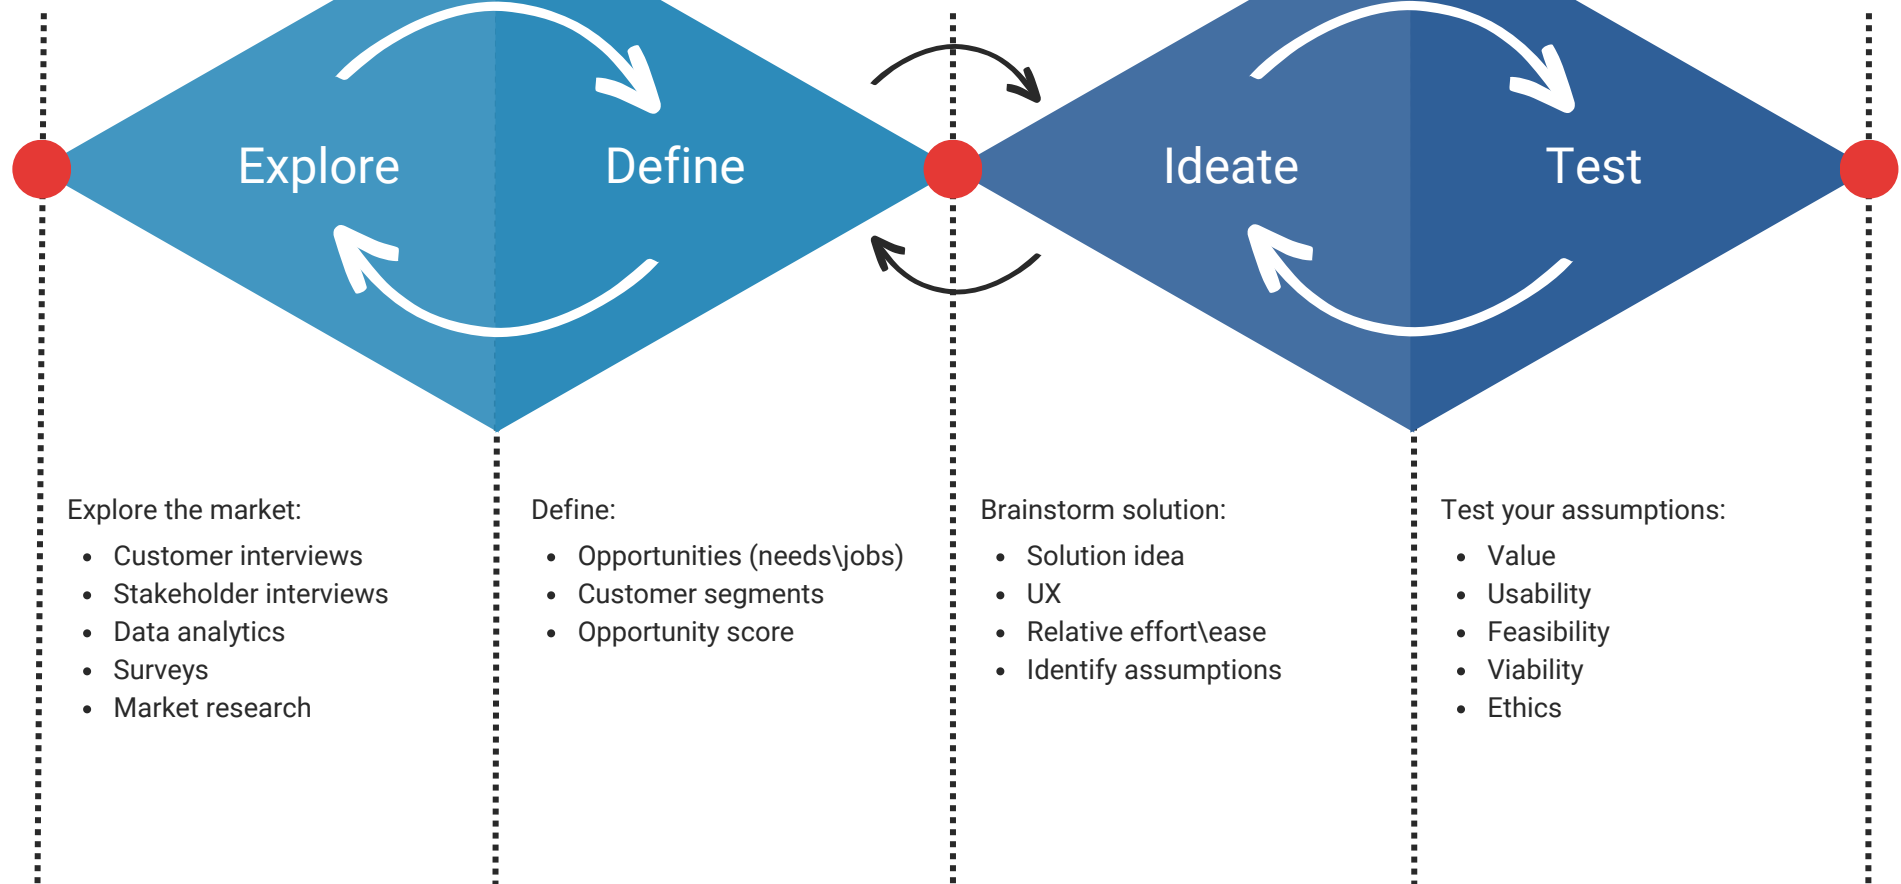 Explore
Define
Ideate
Test
Explore the market:
• Customer interviews
• Stakeholder interviews
• Data analytics
• Surveys
• Market research
Define:
• Opportunities (needs\jobs)
• Customer segments
• Opportunity score
Brainstorm solution:
• Solution idea
• UX
• Relative effort\ease
• Identify assumptions
Test your assumptions:
• Value
• Usability
• Feasibility
• Viability
• Ethics